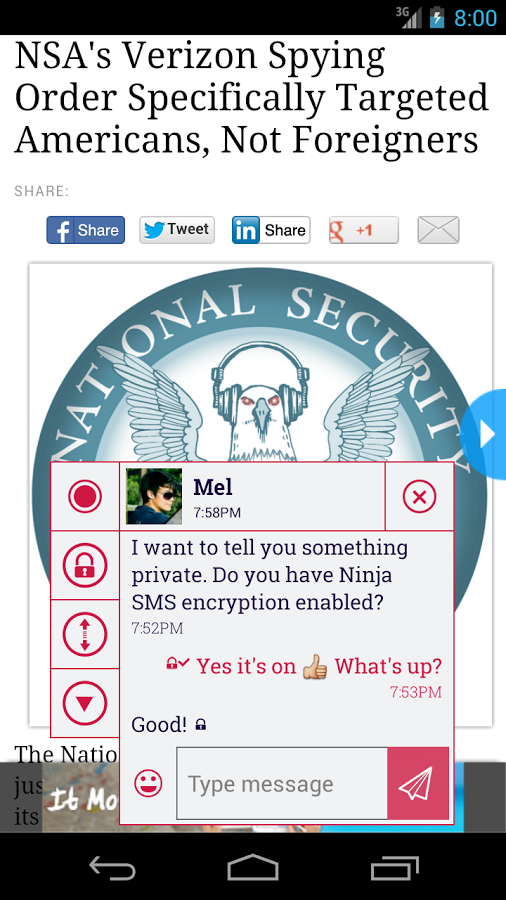 3G 8:00
NSA's Verizon Spying
Order Specifically Targeted
Americans, Not Foreigners
SHARE:
Share Tweet Share +1
NATIONAL SECURITY
Mel
7:58PM
I want to tell you something
private. Do you have Ninja
SMS encryption enabled?
7:52PM
Yes it's on 👍 What's up?
7:53PM
Good!
The Natio
jus
It Mo
its
Type message